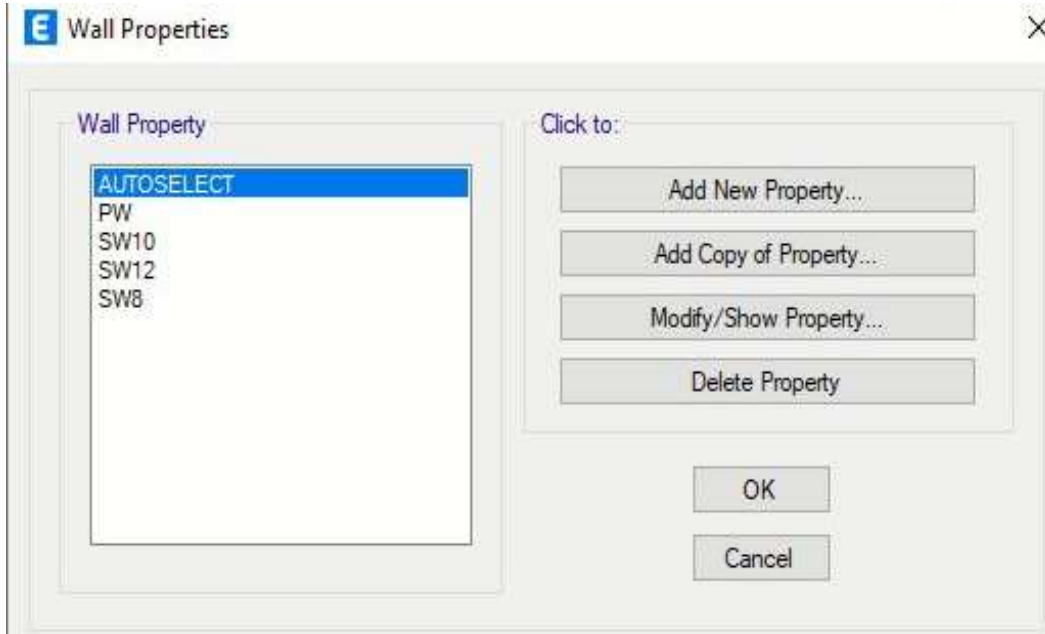 E Wall Properties
Wall Property
AUTOSELECT
PW
SW10
SW12
SW8
Click to:
Add New Property...
Add Copy of Property...
Modify/Show Property...
Delete Property
OK
Cancel